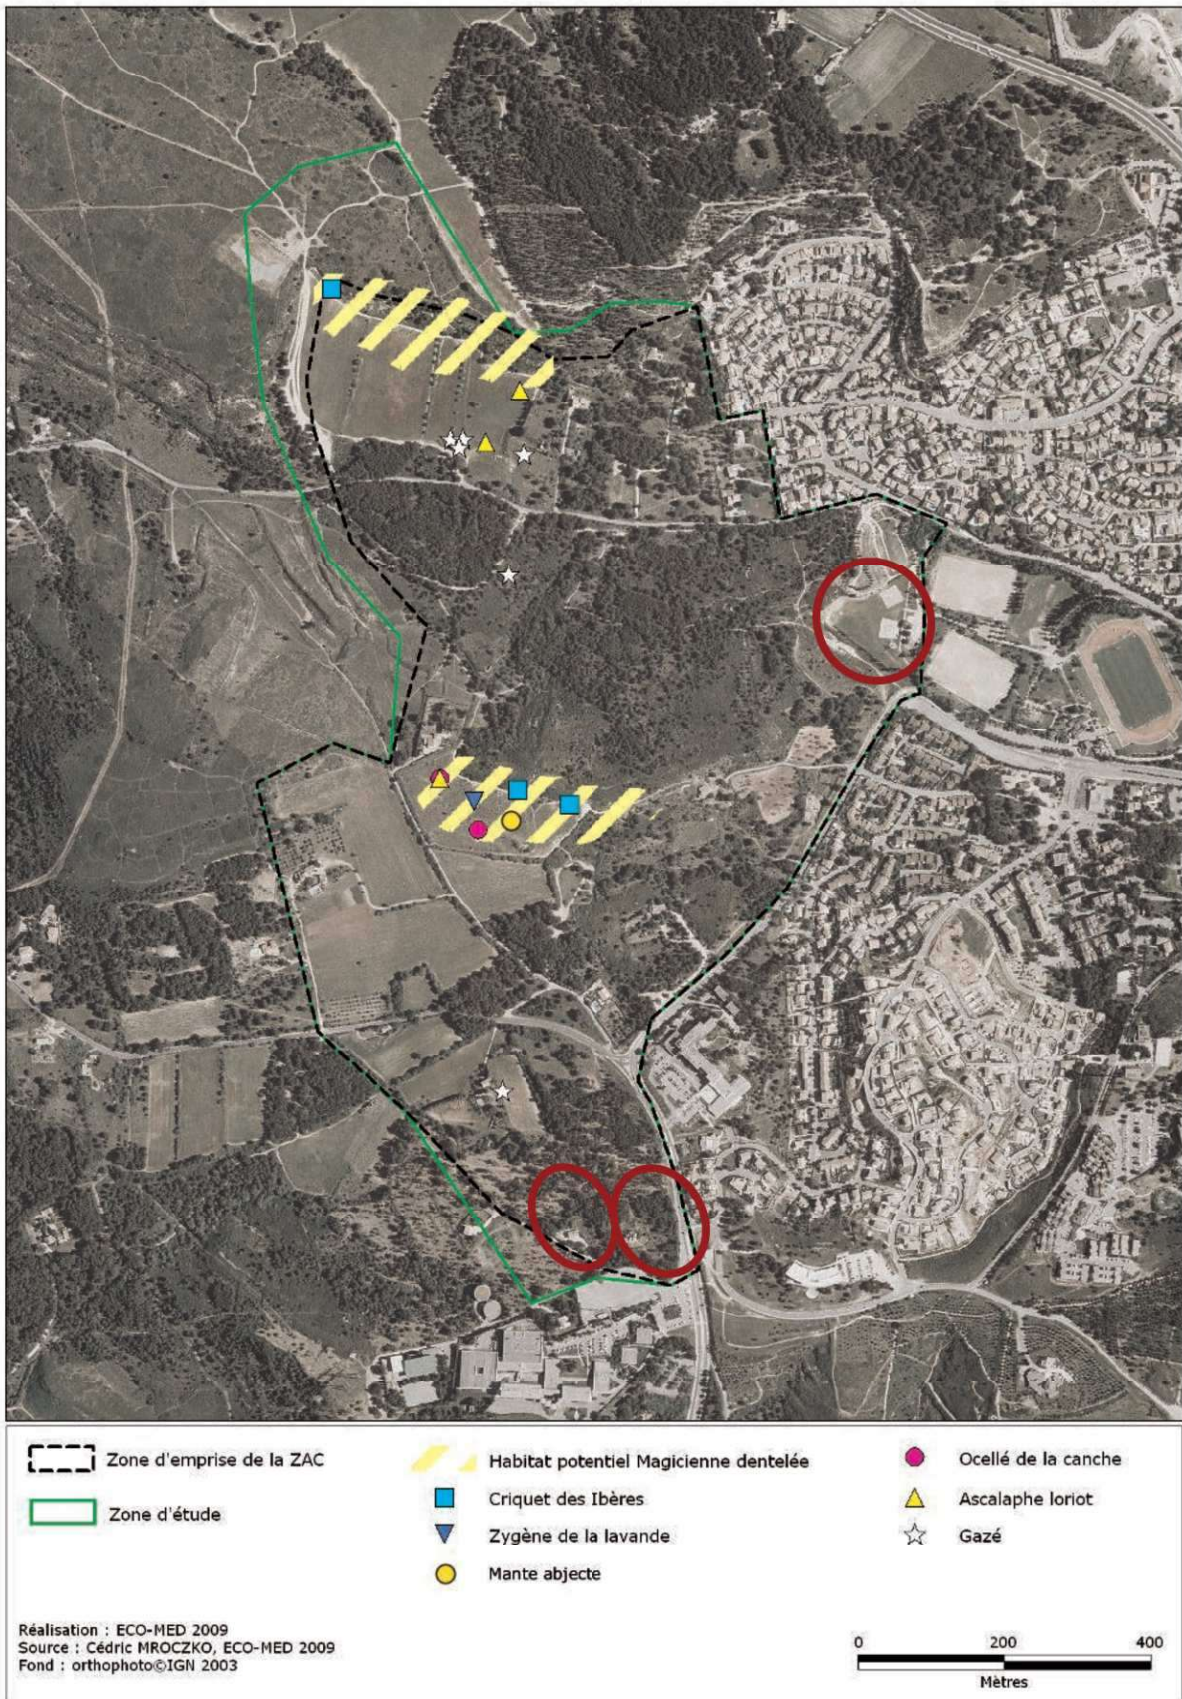 Zone d'emprise de la ZAC
Zone d'étude
Habitat potentiel Magicienne dentelée
Criquet des Ibères
Zygène de la lavande
Mante abjecte
Ocellé de la canche
Ascalaphe loriot
Gazé
Réalisation : ECO-MED 2009
Source : Cédric MROCZKO, ECO-MED 2009
Fond : orthophoto©IGN 2003
0 200 400
Mètres